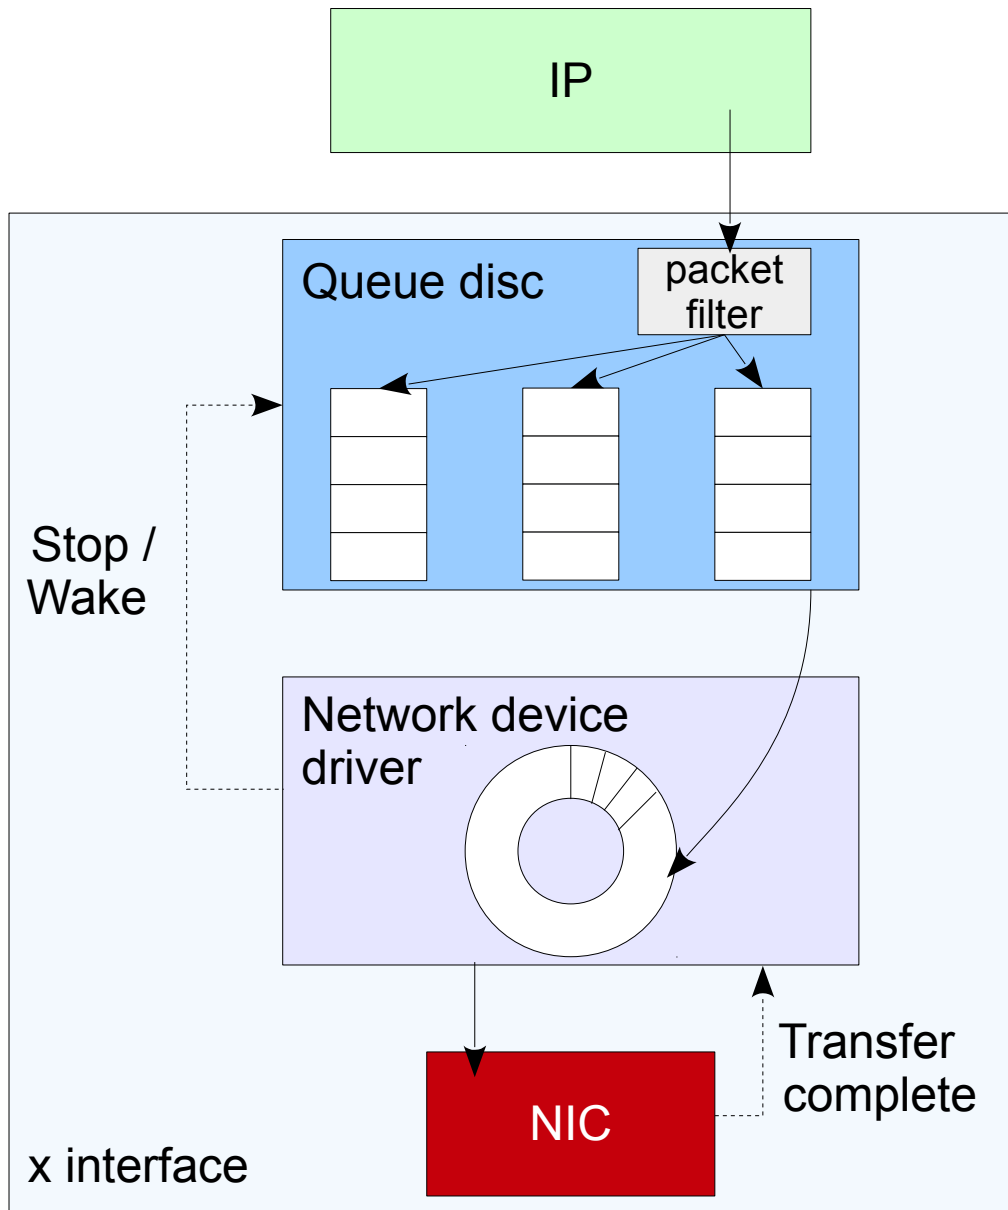 IP
Queue disc
packet
filter
Stop /
Wake
Network device
driver
Transfer
complete
NIC
x interface